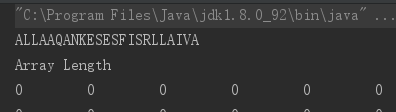 "C:\Program Files\Java\jdk1.8.0_92\bin\java" ...
ALLAAQANKESESFISRLLAIVA
Array Length
0 0 0 0 0 0